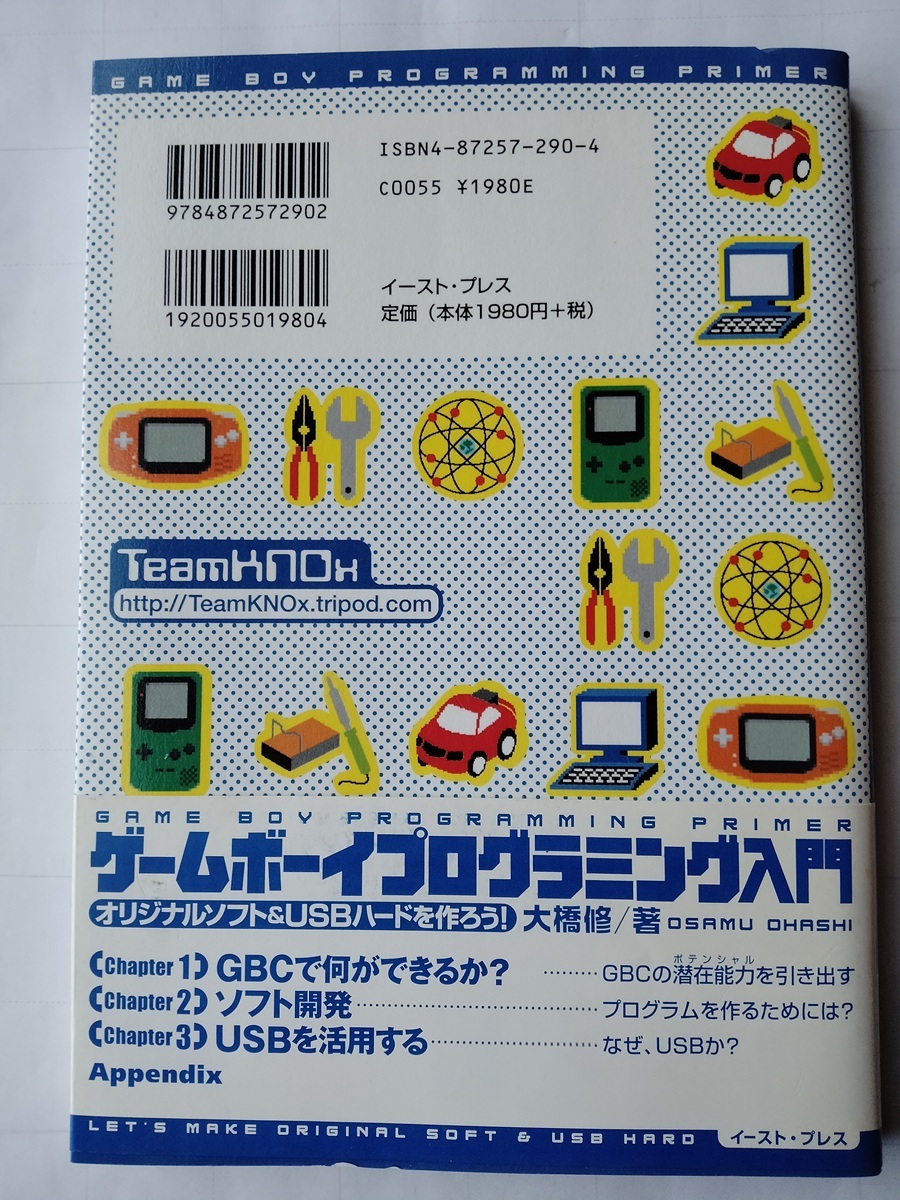 GAME BOY PROGRAMMING PRIMER
ISBN4-87257-290-4
C0055 ¥1980E
9784872572902
イースト・プレス
定価（本体1980円＋税）
1920055019804
TeamKNOx
http://TeamKNOx.tripod.com
GAME BOY PROGRAMMING PRIMER
ゲームボーイプログラミング入門
オリジナルソフト&USBハードを作ろう! 大橋修/著 OSAMU OHASHI
ポテンシャル
【Chapter 1】GBCで何ができるか? ………GBCの潜在能力を引き出す
【Chapter 2】ソフト開発………………………プログラムを作るためには?
【Chapter 3】USBを活用する………………なぜ、USBか?
Appendix
LET'S MAKE ORIGINAL SOFT & USB HARD
イースト・プレス